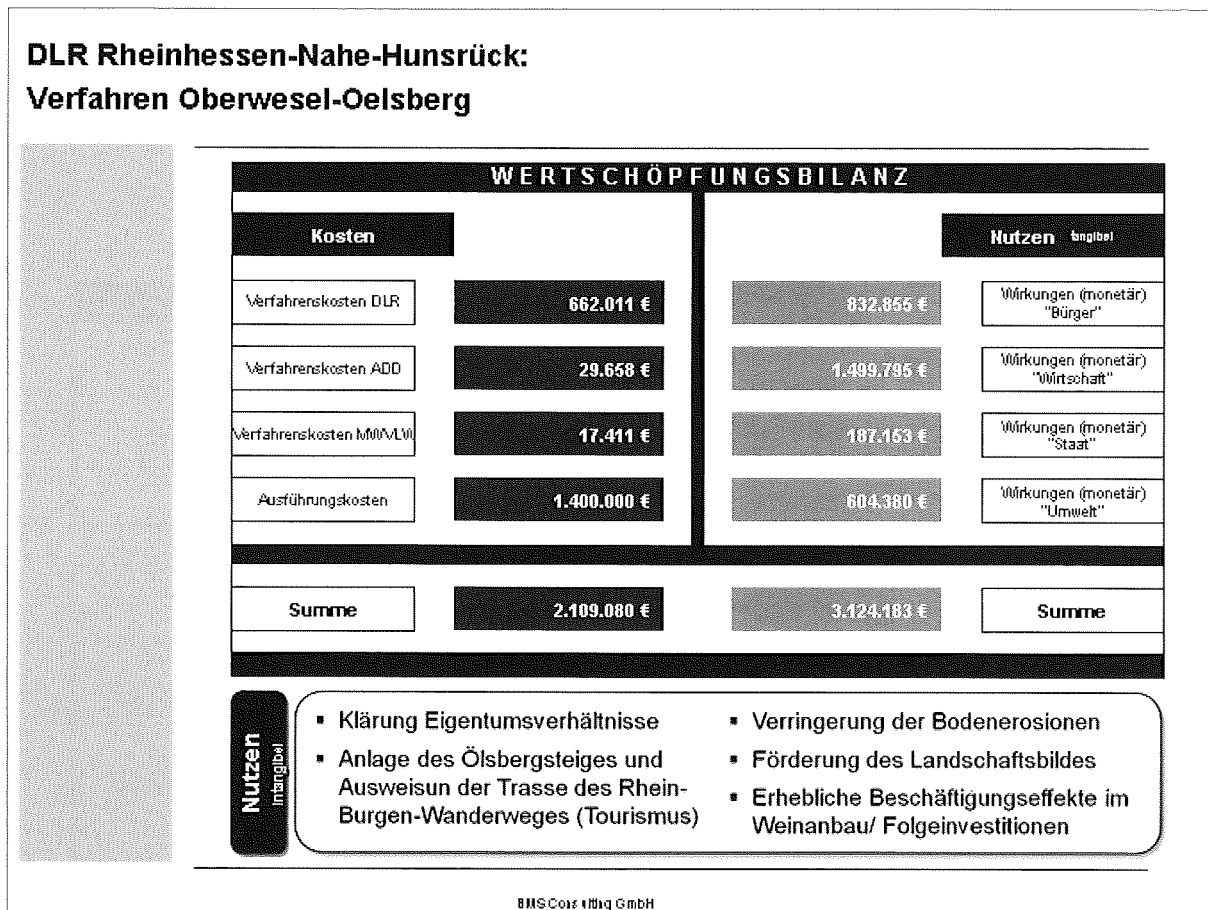 DLR Rheinhessen-Nahe-Hunsrück:
Verfahren Oberwesel-Oelsberg
WERTSCHÖPFUNGSBILANZ
Kosten
Nutzen tangibel
Verfahrenskosten DLR
662.011 €
832.855 €
Wirkungen (monetär)
"Bürger"
Verfahrenskosten ADD
29.658 €
1.499.795 €
Wirkungen (monetär)
"Wirtschaft"
Verfahrenskosten MWVLW
17.411 €
187.153 €
Wirkungen (monetär)
"Staat"
Ausführungskosten
1.400.000 €
604.380 €
Wirkungen (monetär)
"Umwelt"
Summe
2.109.080 €
3.124.183 €
Summe
Nutzen
Intangibel
▪ Klärung Eigentumsverhältnisse
▪ Anlage des Ölsbergsteiges und
Ausweisun der Trasse des Rhein-
Burgen-Wanderweges (Tourismus)
▪ Verringerung der Bodenerosionen
▪ Förderung des Landschaftsbildes
▪ Erhebliche Beschäftigungseffekte im
Weinanbau/ Folgeinvestitionen
BMS Consulting GmbH